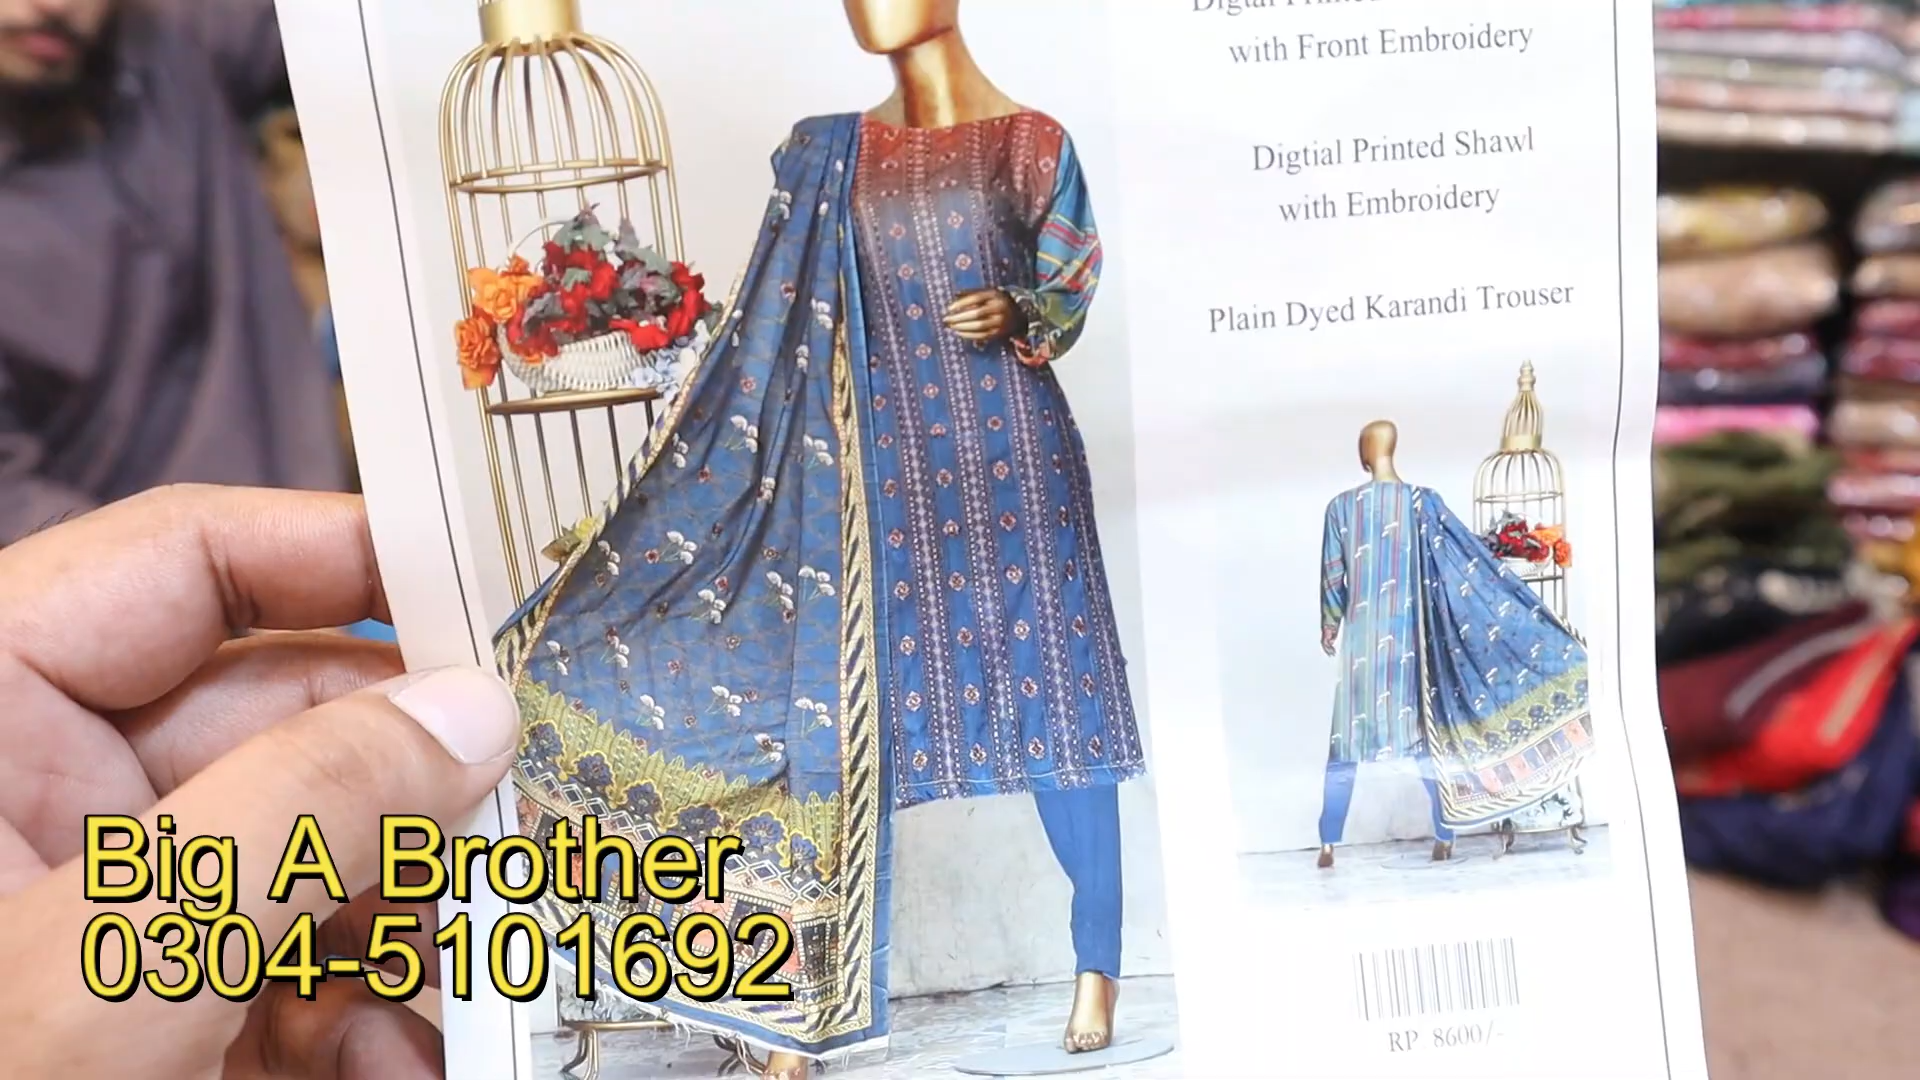 with Front Embroidery
Digtial Printed Shawl
with Embroidery
Plain Dyed Karandi Trouser
RP 8600/-
Big A Brother
0304-5101692